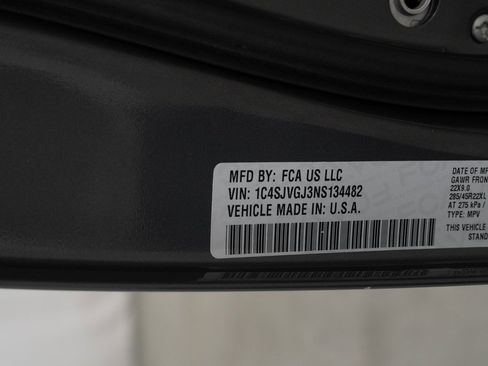 MFD BY: FCA US LLC
VIN: 1C4SJVGJ3NS134482
VEHICLE MADE IN: U.S.A.
DATE OF MF
GAWR FRON
22X9.0
285/45R22XL
AT 275 kPa /
TYPE: MPV
THIS VEHICLE
STAND